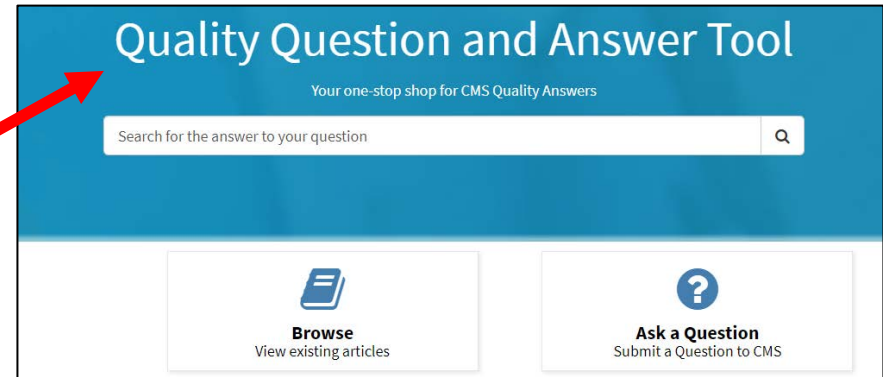 Quality Question and Answer Tool
Your one-stop shop for CMS Quality Answers
Search for the answer to your question
Browse
View existing articles
Ask a Question
Submit a Question to CMS